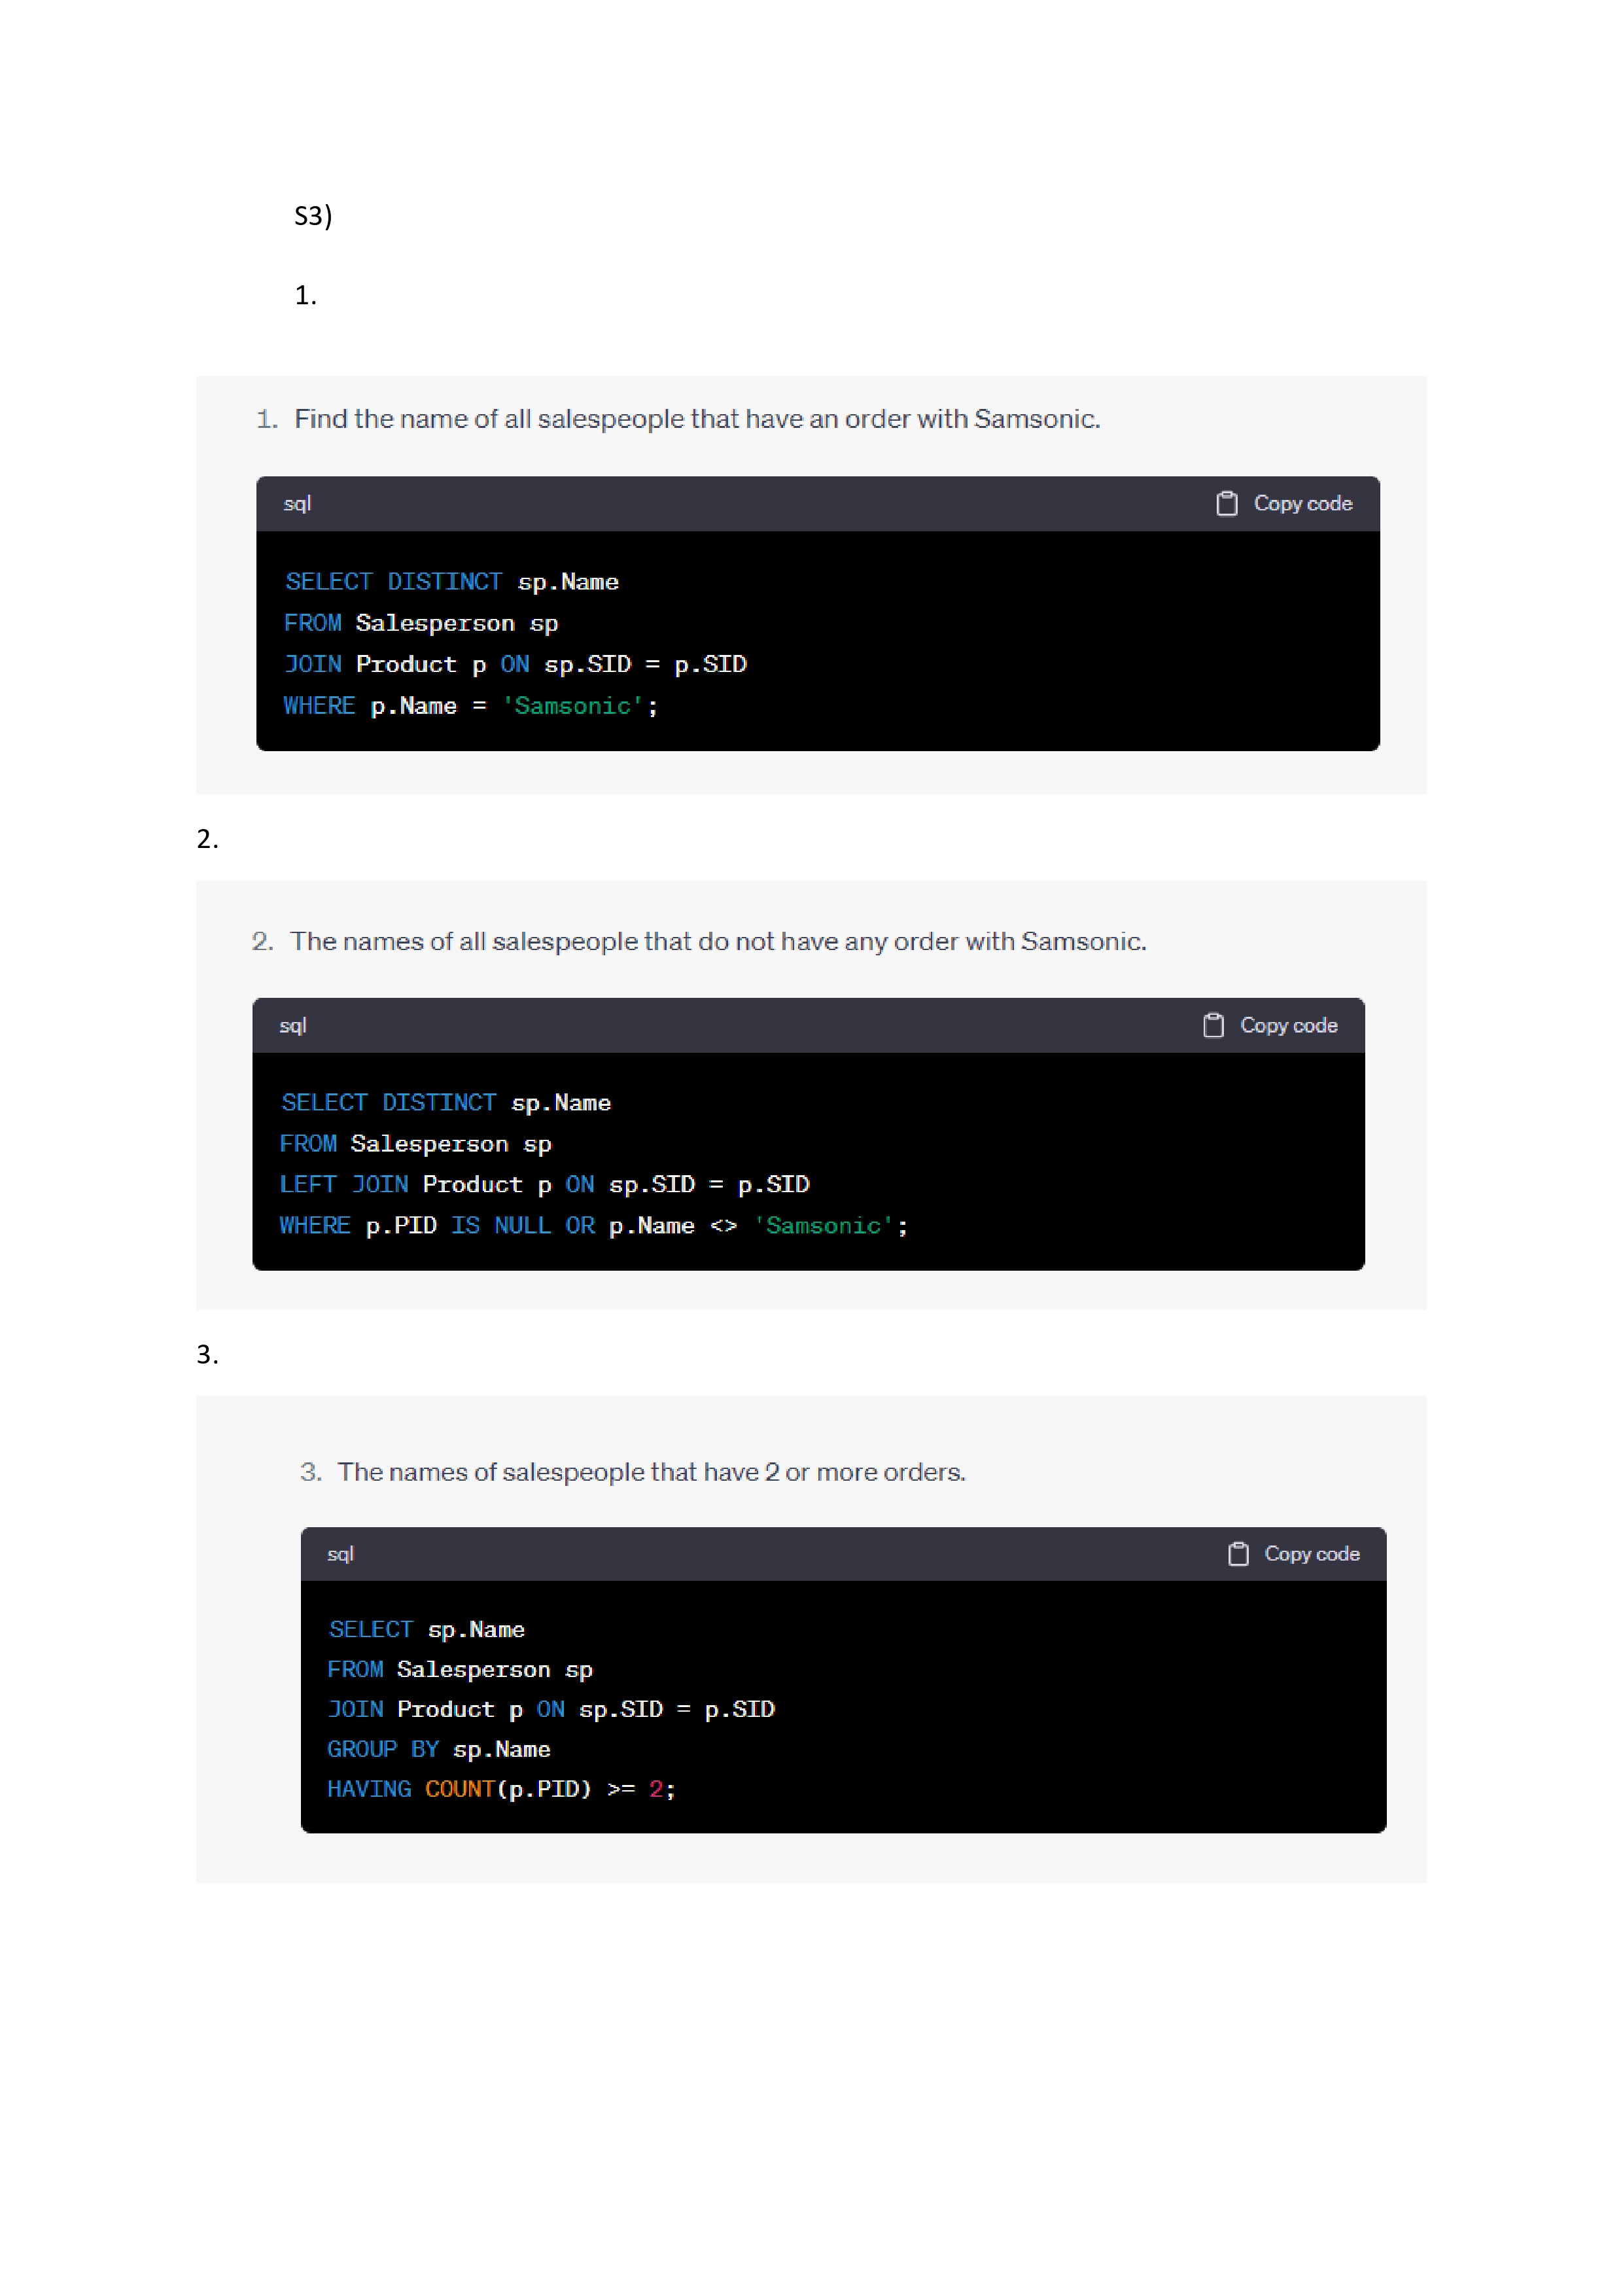 S3)
1.
1. Find the name of all salespeople that have an order with Samsonic.
sql Copy code
SELECT DISTINCT sp.Name
FROM Salesperson sp
JOIN Product p ON sp.SID = p.SID
WHERE p.Name = 'Samsonic';
2.
2. The names of all salespeople that do not have any order with Samsonic.
sql Copy code
SELECT DISTINCT sp.Name
FROM Salesperson sp
LEFT JOIN Product p ON sp.SID = p.SID
WHERE p.PID IS NULL OR p.Name <> 'Samsonic';
3.
3. The names of salespeople that have 2 or more orders.
sql Copy code
SELECT sp.Name
FROM Salesperson sp
JOIN Product p ON sp.SID = p.SID
GROUP BY sp.Name
HAVING COUNT(p.PID) >= 2;